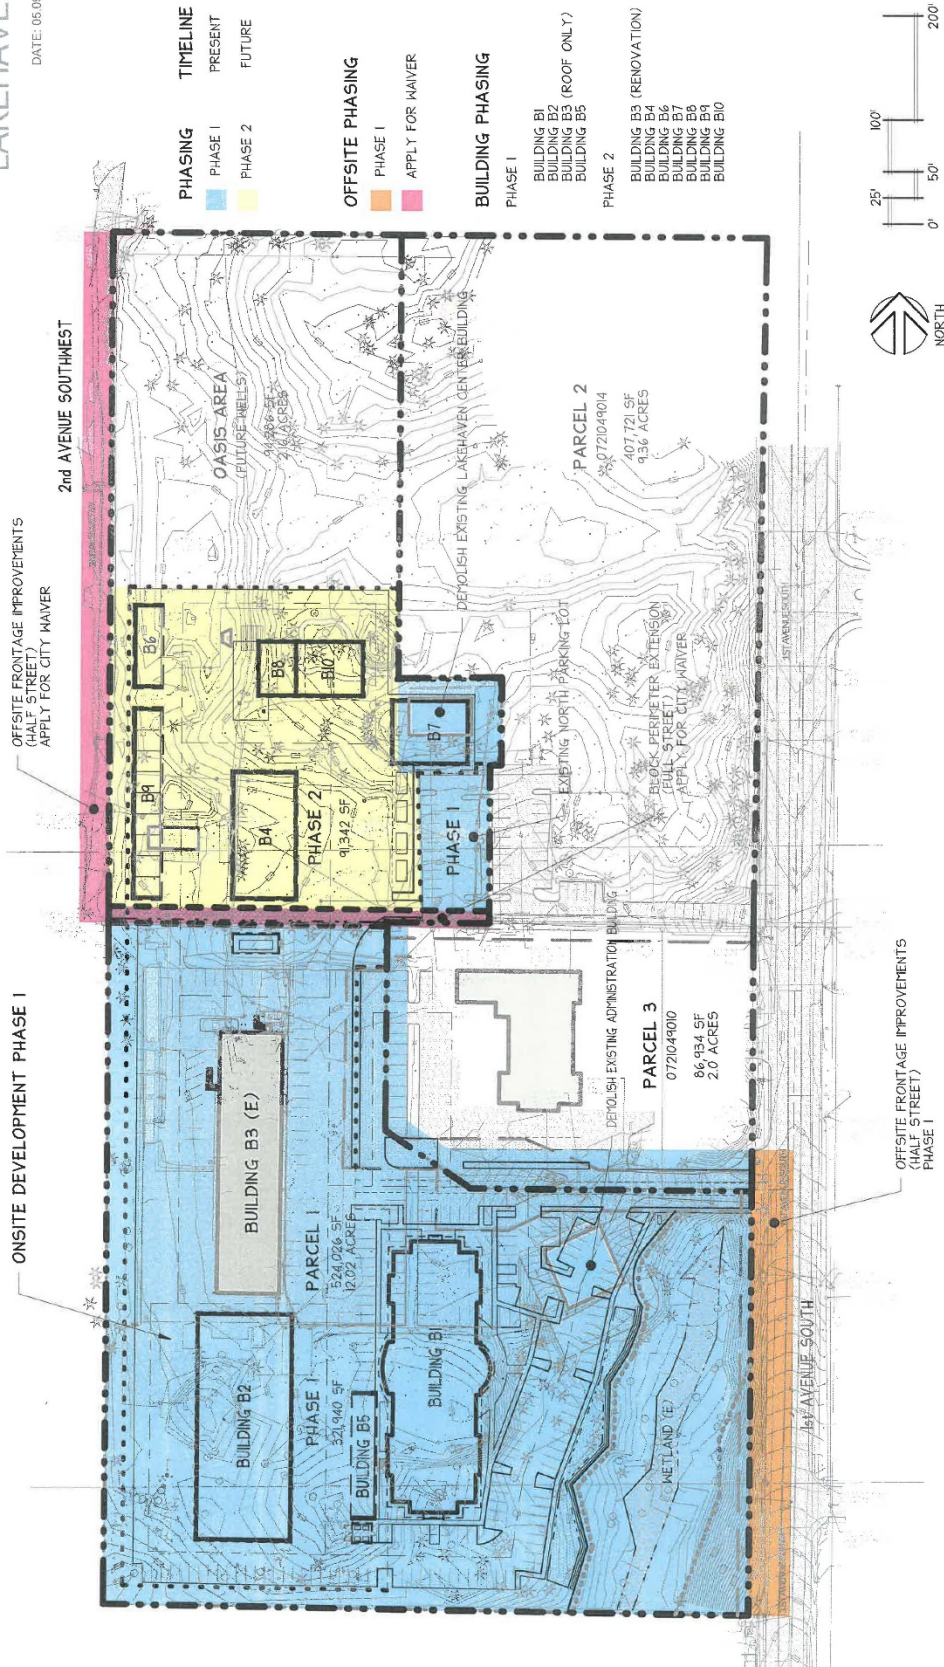 LAKEHAVE
DATE: 05.09
PHASING TIMELINE
PHASE 1 PRESENT
PHASE 2 FUTURE
OFFSITE PHASING
PHASE 1
APPLY FOR WAIVER
BUILDING PHASING
PHASE 1
BUILDING B1
BUILDING B2
BUILDING B3 (ROOF ONLY)
BUILDING B5
PHASE 2
BUILDING B3 (RENOVATION)
BUILDING B4
BUILDING B6
BUILDING B7
BUILDING B8
BUILDING B9
BUILDING B10
0' 25' 50' 100' 200'
NORTH
ONSITE DEVELOPMENT PHASE 1
OFFSITE FRONTAGE IMPROVEMENTS
(HALF STREET)
APPLY FOR CITY WAIVER
2nd AVENUE SOUTHWEST
BUILDING B2
BUILDING B3 (E)
PARCEL 1
524,026 SF
12.02 ACRES
PHASE 1
321,940 SF
BUILDING B5
BUILDING B1
WETLAND (E)
B9
B6
B4
B8
B10
PHASE 2
91,342 SF
B7
PHASE 1
OASIS AREA
(FUTURE WELLS)
DEMOLISH EXISTING LAKEHAVEN CENTER BUILDING
EXISTING NORTH PARKING LOT
BLOCK PERIMETER EXTENSION
(FULL STREET)
APPLY FOR CITY WAIVER
PARCEL 2
0721049014
407,721 SF
9.36 ACRES
DEMOLISH EXISTING ADMINISTRATION BUILDING
PARCEL 3
0721049010
86,934 SF
2.0 ACRES
1ST AVENUE SOUTH
1st AVENUE SOUTH
OFFSITE FRONTAGE IMPROVEMENTS
(HALF STREET)
PHASE 1